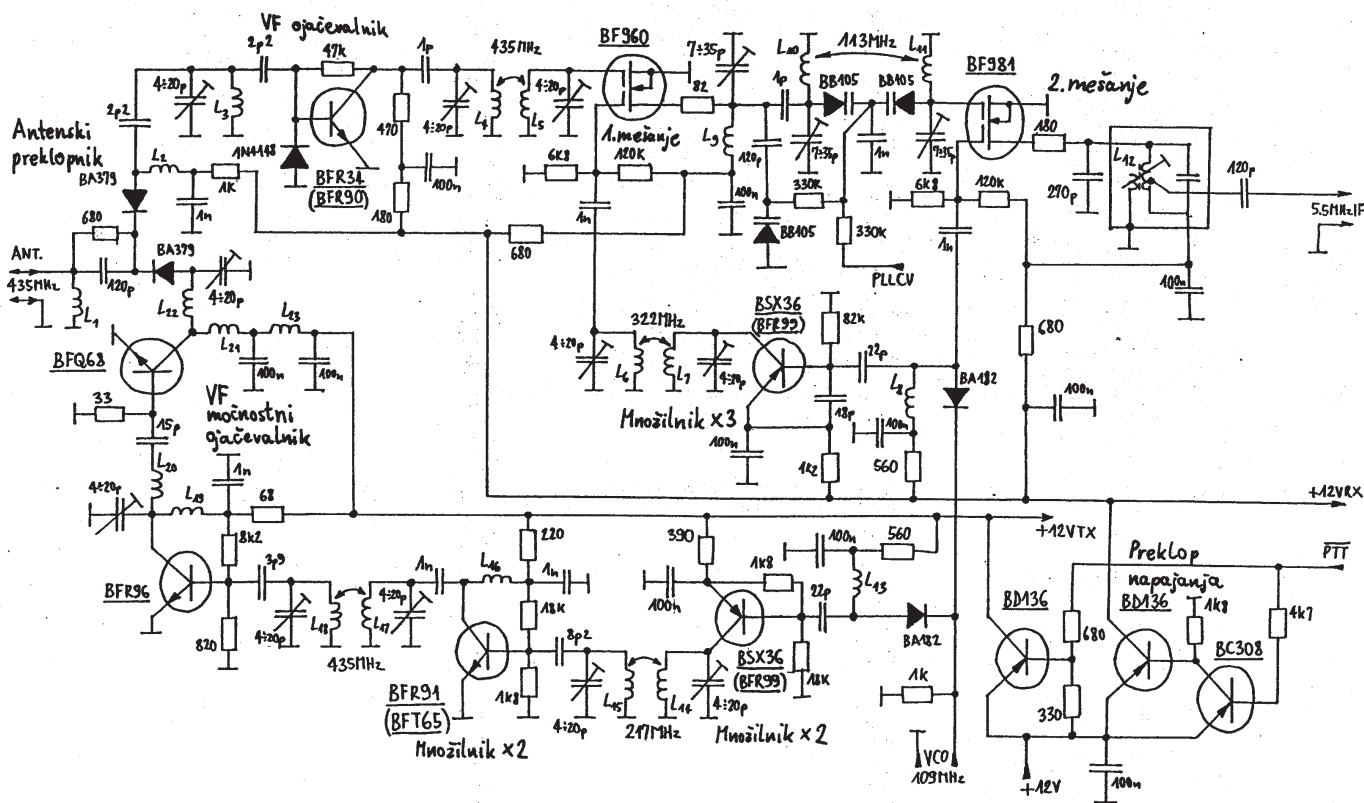 VF ojačevalnik
2p2
47k
1p
435MHz
BF960
7÷35p
L10
113MHz
L11
BF981
2. mešanje
4÷20p
L3
2p2
470
4÷20p
L4
L5
4÷20p
82
1p
BB105
BB105
Antenski
preklopnik
1N4148
BFR34
(BFR90)
100n
180
1. mešanje
6k8
120k
L9
120p
7÷35p
1n
7÷35p
180
L12
120p
270p
BA379
L2
1k
1n
1n
100n
330k
6k8
120k
1n
5.5MHz IF
680
BA379
680
BB105
330k
PLLCV
100n
ANT.
435MHz
120p
4÷20p
L1
L22
L21
L23
100n
100n
BFQ68
322MHz
4÷20p
L6
L7
4÷20p
BSX36
(BFR99)
82k
22p
L8
BA182
680
100n
33
15p
VF
močnostni
ojačevalnik
Množilnik x3
18p
100n
100n
1k2
560
L20
1n
4÷20p
L19
68
+12VRX
+12VTX
8k2
220
390
100n
560
Preklop
napajanja
PTT
BFR96
3p9
4÷20p
1n
L16
1n
100n
1k8
22p
L13
BD136
BD136
1k8
4k7
4÷20p
L18
L17
18k
BA182
680
BC308
820
435MHz
8p2
BSX36
(BFR99)
18k
1k
BFR91
(BFT65)
1k8
4÷20p
L15
L14
4÷20p
330
217MHz
Množilnik x2
Množilnik x2
VCO
109MHz
+12V
100n